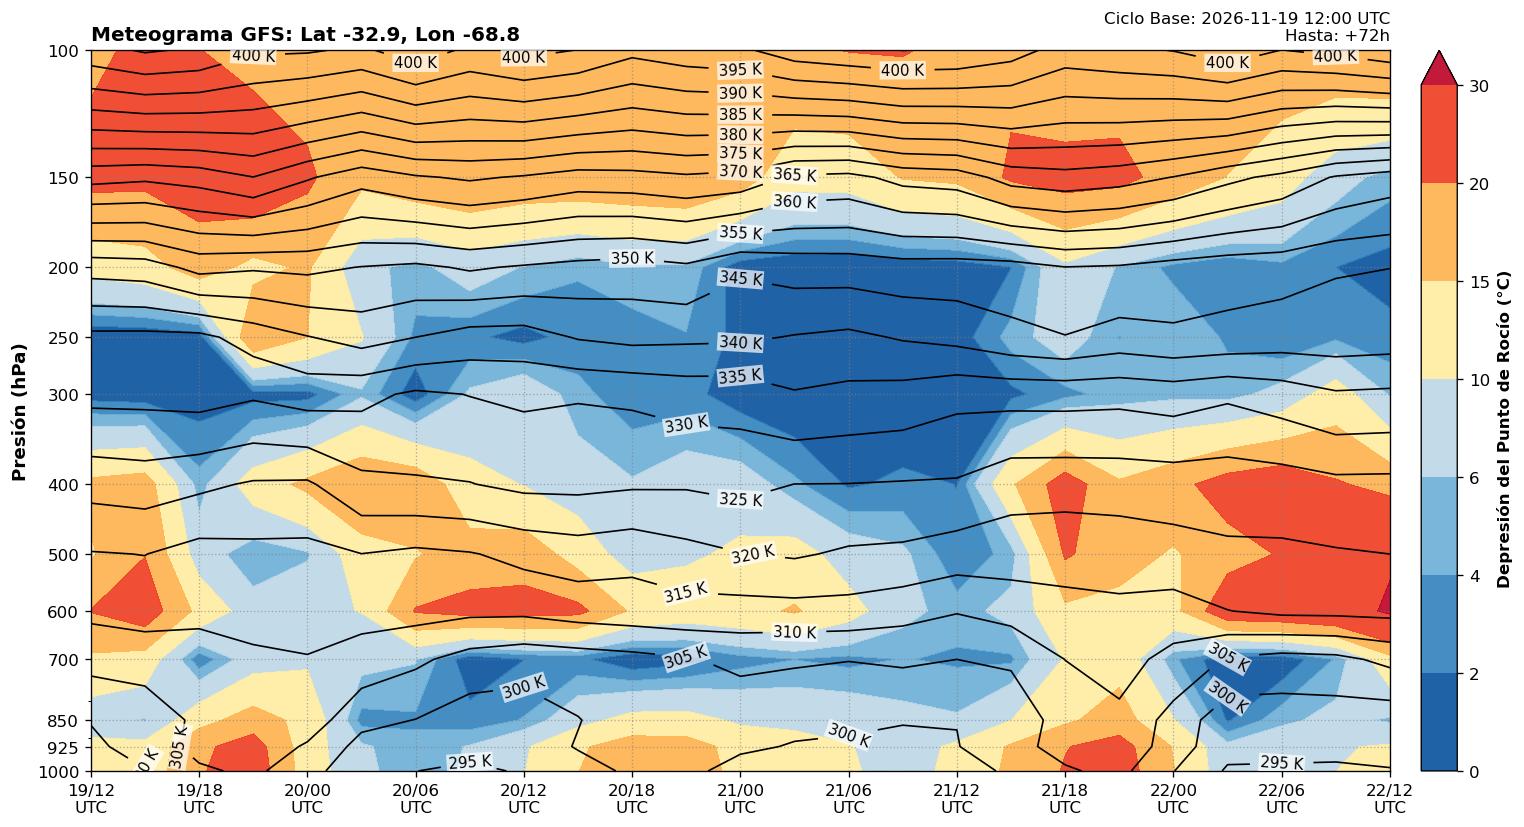 Ciclo Base: 2026-11-19 12:00 UTC
Meteograma GFS: Lat -32.9, Lon -68.8
Hasta: +72h
Presión (hPa)
100
150
200
250
300
400
500
600
700
850
925
1000
400 K
400 K
400 K
400 K
400 K
400 K
395 K
390 K
385 K
380 K
375 K
370 K
365 K
360 K
355 K
350 K
345 K
340 K
335 K
330 K
325 K
320 K
315 K
310 K
305 K
305 K
300 K
300 K
300 K
305 K
295 K
295 K
19/12
UTC
19/18
UTC
20/00
UTC
20/06
UTC
20/12
UTC
20/18
UTC
21/00
UTC
21/06
UTC
21/12
UTC
21/18
UTC
22/00
UTC
22/06
UTC
22/12
UTC
30
20
15
10
6
4
2
0
Depresión del Punto de Rocío (°C)